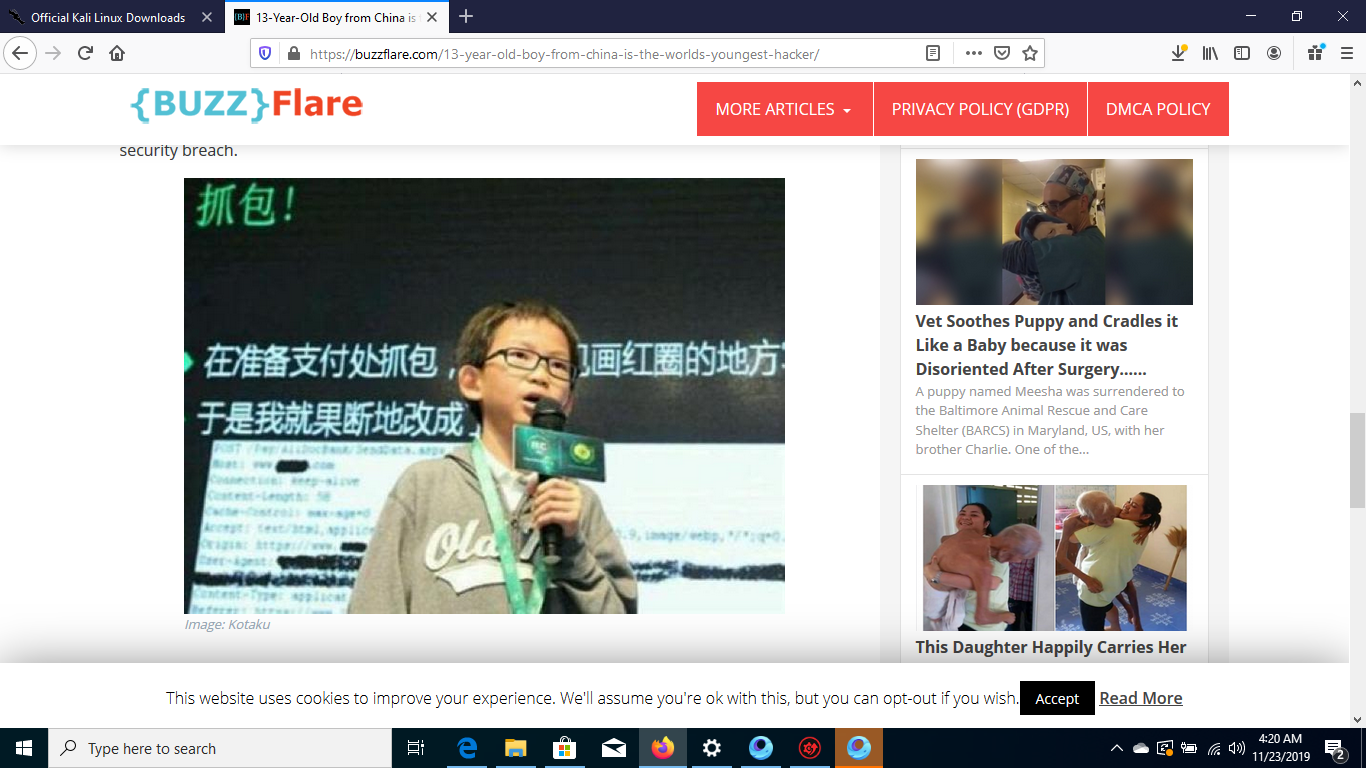 Official Kali Linux Downloads
13-Year-Old Boy from China is
https://buzzflare.com/13-year-old-boy-from-china-is-the-worlds-youngest-hacker/
{BUZZ}Flare
MORE ARTICLES
PRIVACY POLICY (GDPR)
DMCA POLICY
security breach.
抓包！
在准备支付处抓包，
画红圈的地方
于是我就果断地改成
POST /Pay/AllDocBank/SendData.aspx
Host: www. .com
Connection: keep-alive
Content-Length: 58
Cache-Control: max-age=0
Accept: text/html,applic 3.9,image/webp,*/*;q=0.
Origin: https://www.
User-Agent:
Content-Type: applicat
Referer: https://www
Old
Image: Kotaku
Vet Soothes Puppy and Cradles it
Like a Baby because it was
Disoriented After Surgery......
A puppy named Meesha was surrendered to
the Baltimore Animal Rescue and Care
Shelter (BARCS) in Maryland, US, with her
brother Charlie. One of the...
This Daughter Happily Carries Her
This website uses cookies to improve your experience. We'll assume you're ok with this, but you can opt-out if you wish. Accept Read More
Type here to search
4:20 AM
11/23/2019
2